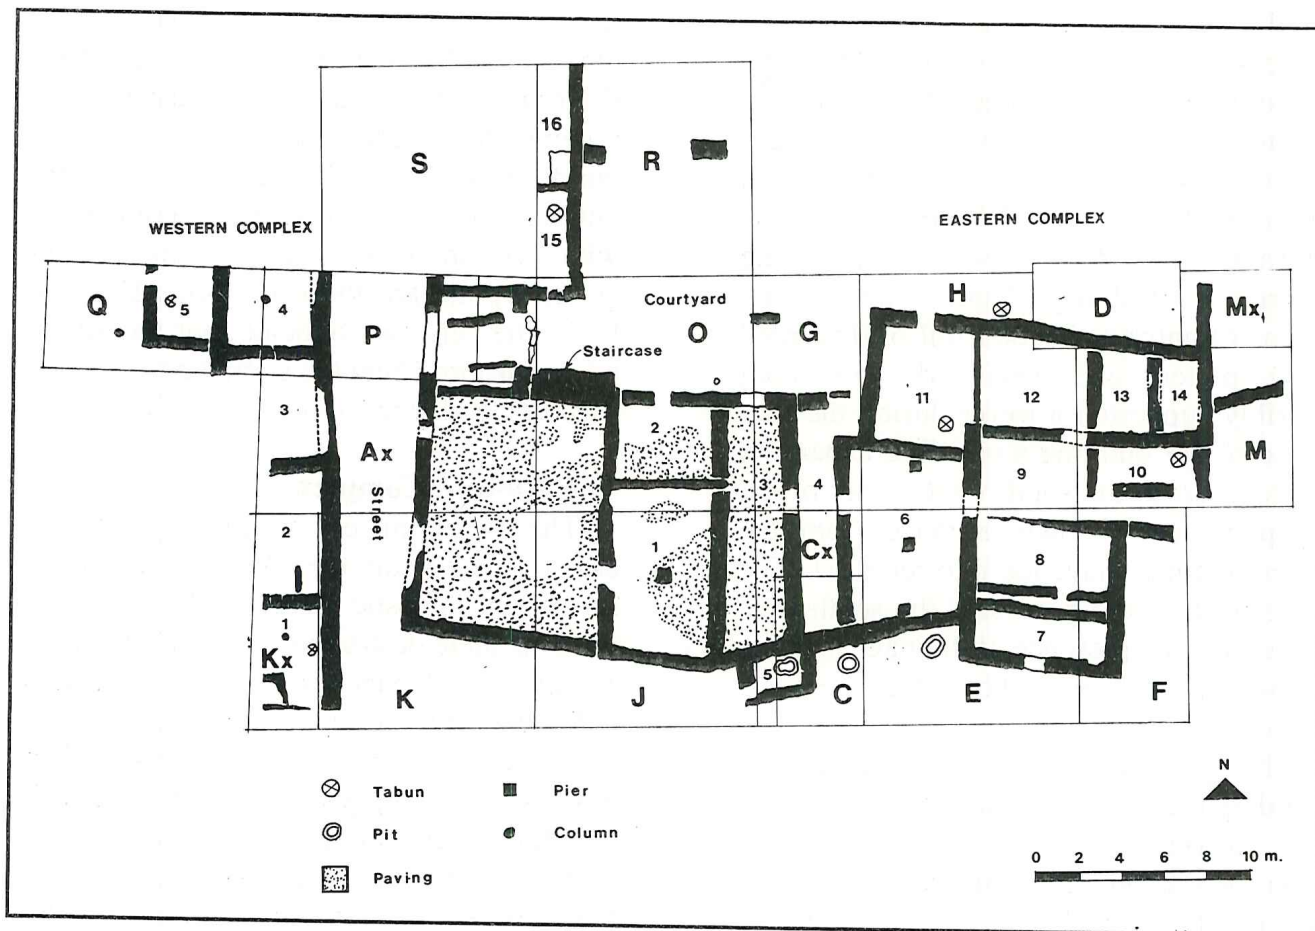 16
S
R
WESTERN COMPLEX
15
EASTERN COMPLEX
Q
5
4
P
Courtyard
O
G
H
D
Mx
Staircase
3
Ax
2
11
12
13
14
Street
3
4
9
10
M
2
1
6
Cx
8
1
Kx
7
5
K
J
C
E
F
N
Tabun
Pier
Pit
Column
Paving
0 2 4 6 8 10 m.